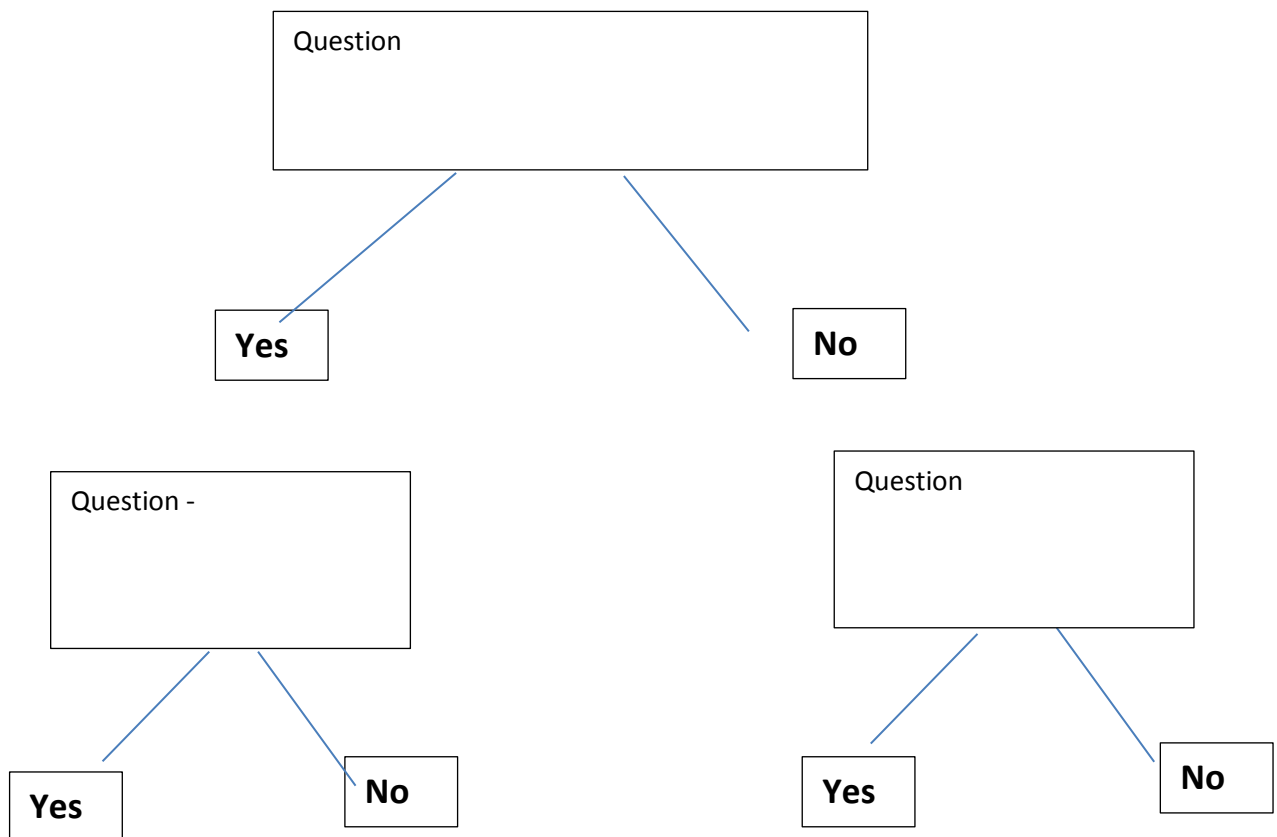 Question
Yes
No
Question -
Question
Yes
No
Yes
No